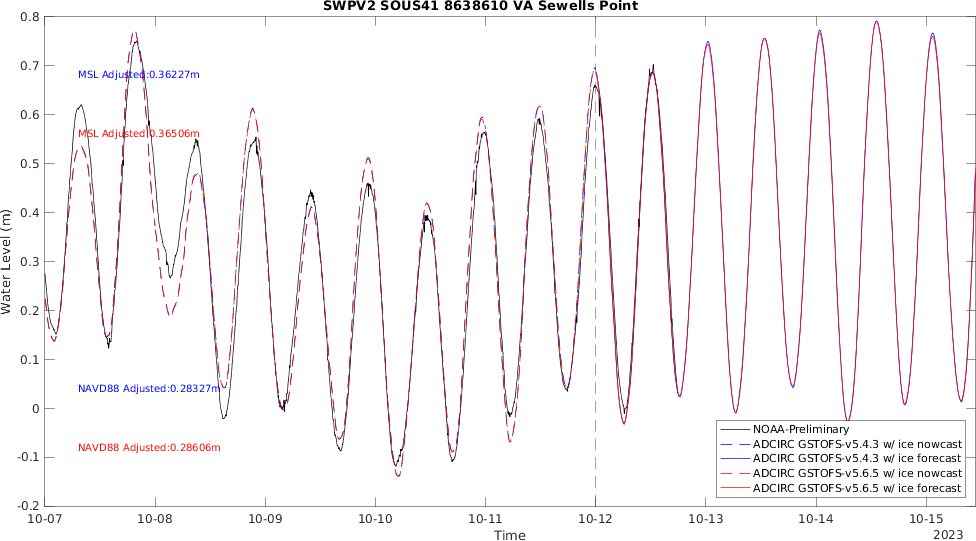 SWPV2 SOUS41 8638610 VA Sewells Point
0.8
0.7
0.6
0.5
0.4
0.3
0.2
0.1
0
-0.1
-0.2
Water Level (m)
MSL Adjusted:0.36227m
MSL Adjusted:0.36506m
NAVD88 Adjusted:0.28327m
NAVD88 Adjusted:0.28606m
NOAA-Preliminary
ADCIRC GSTOFS-v5.4.3 w/ ice nowcast
ADCIRC GSTOFS-v5.4.3 w/ ice forecast
ADCIRC GSTOFS-v5.6.5 w/ ice nowcast
ADCIRC GSTOFS-v5.6.5 w/ ice forecast
10-07 10-08 10-09 10-10 10-11 10-12 10-13 10-14 10-15
Time
2023